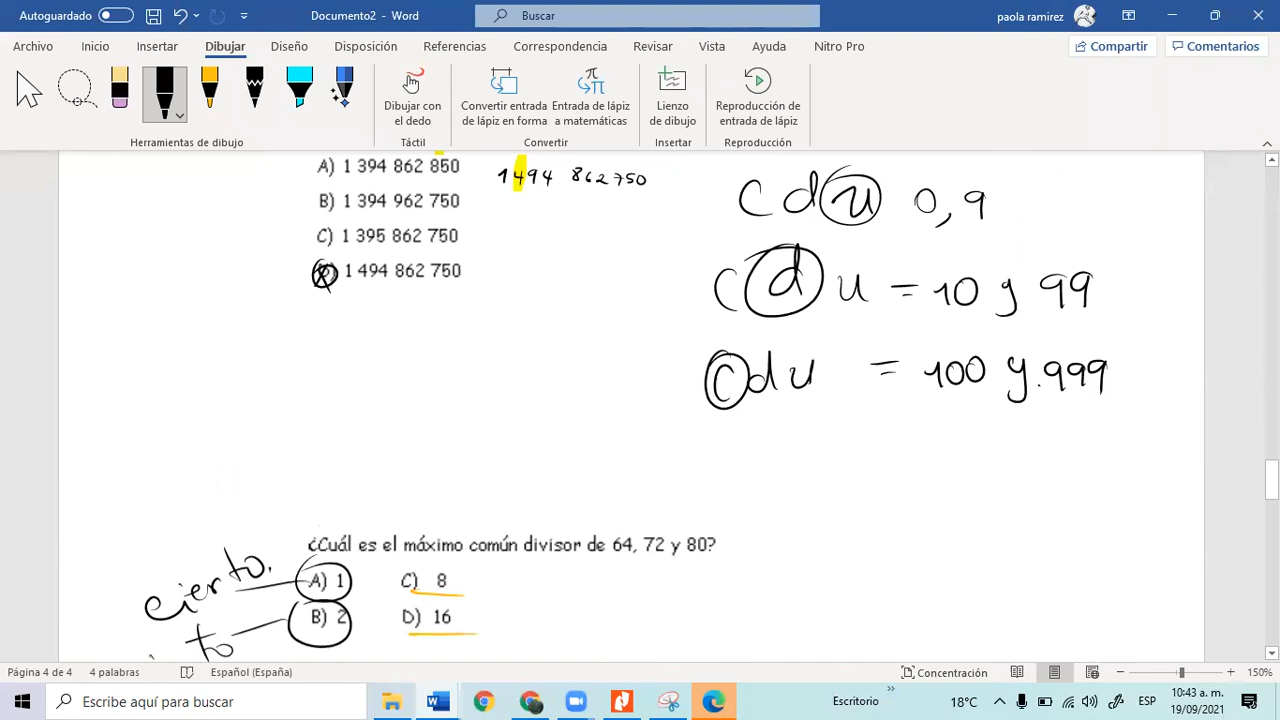 Autoguardado
Documento2 - Word
Buscar
paola ramirez
Archivo Inicio Insertar Dibujar Diseño Disposición Referencias Correspondencia Revisar Vista Ayuda Nitro Pro
Compartir Comentarios
Dibujar con el dedo
Convertir entrada de lápiz en forma
Entrada de lápiz a matemáticas
Lienzo de dibujo
Reproducción de entrada de lápiz
Herramientas de dibujo Táctil Convertir Insertar Reproducción
A) 1 394 862 850
1494 862750
B) 1 394 962 750
C) 1 395 862 750
1 494 862 750
c d u 0,9
c d u = 10 y 99
c d u = 100 y.999
¿Cuál es el máximo común divisor de 64, 72 y 80?
cierto.
A) 1 C) 8
B) 2 D) 16
to
Página 4 de 4 4 palabras Español (España) Concentración 150%
Escribe aquí para buscar
Escritorio
18°C
ESP
10:43 a. m.
19/09/2021